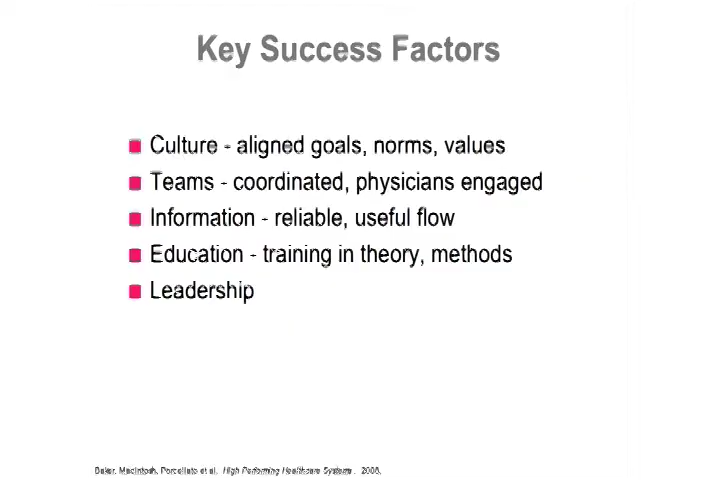 Key Success Factors
Culture - aligned goals, norms, values
Teams - coordinated, physicians engaged
Information - reliable, useful flow
Education - training in theory, methods
Leadership
Baker, MacIntosh, Porcellato et al. High Performing Healthcare Systems. 2008.